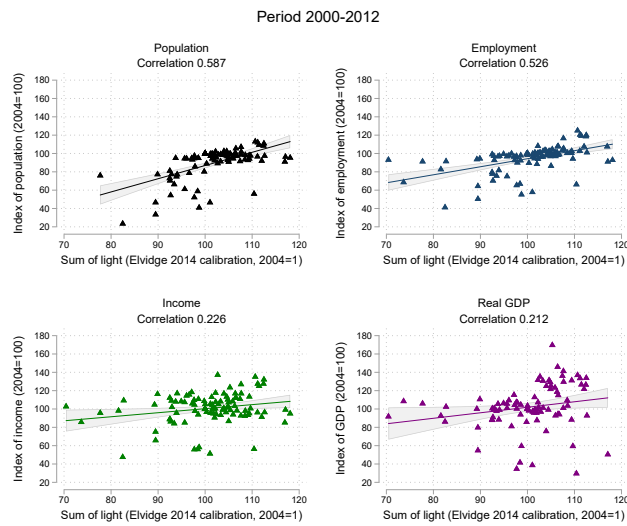 Period 2000-2012
Population
Correlation 0.587
Index of population (2004=100)
180
160
140
120
100
80
60
40
20
70 80 90 100 110 120
Sum of light (Elvidge 2014 calibration, 2004=1)
Employment
Correlation 0.526
Index of employment (2004=100)
180
160
140
120
100
80
60
40
20
70 80 90 100 110 120
Sum of light (Elvidge 2014 calibration, 2004=1)
Income
Correlation 0.226
Index of Income (2004=100)
180
160
140
120
100
80
60
40
20
70 80 90 100 110 120
Sum of light (Elvidge 2014 calibration, 2004=1)
Real GDP
Correlation 0.212
Index of GDP (2004=100)
180
160
140
120
100
80
60
40
20
70 80 90 100 110 120
Sum of light (Elvidge 2014 calibration, 2004=1)